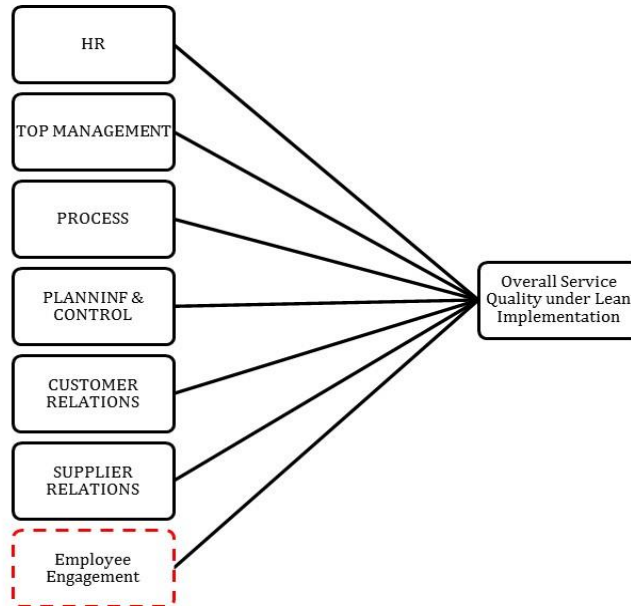 HR
TOP MANAGEMENT
PROCESS
PLANNINF &
CONTROL
CUSTOMER
RELATIONS
SUPPLIER
RELATIONS
Employee
Engagement
Overall Service
Quality under Lean
Implementation